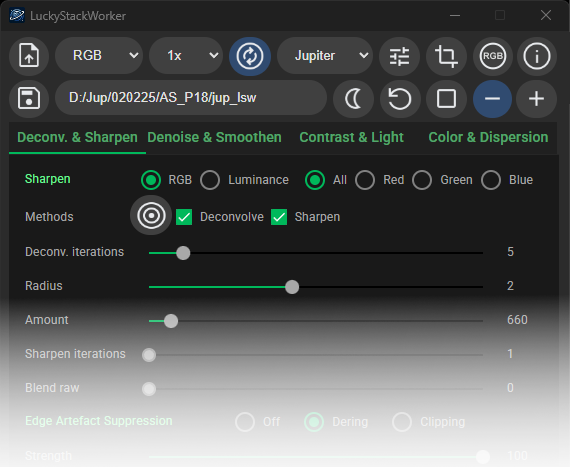 LuckyStackWorker
RGB 1x Jupiter RGB
D:/Jup/020225/AS_P18/jup_lsw
Deconv. & Sharpen Denoise & Smoothen Contrast & Light Color & Dispersion
Sharpen RGB Luminance All Red Green Blue
Methods Deconvolve Sharpen
Deconv. iterations 5
Radius 2
Amount 660
Sharpen iterations 1
Blend raw 0
Edge Artefact Suppression Off Dering Clipping
Strength 100